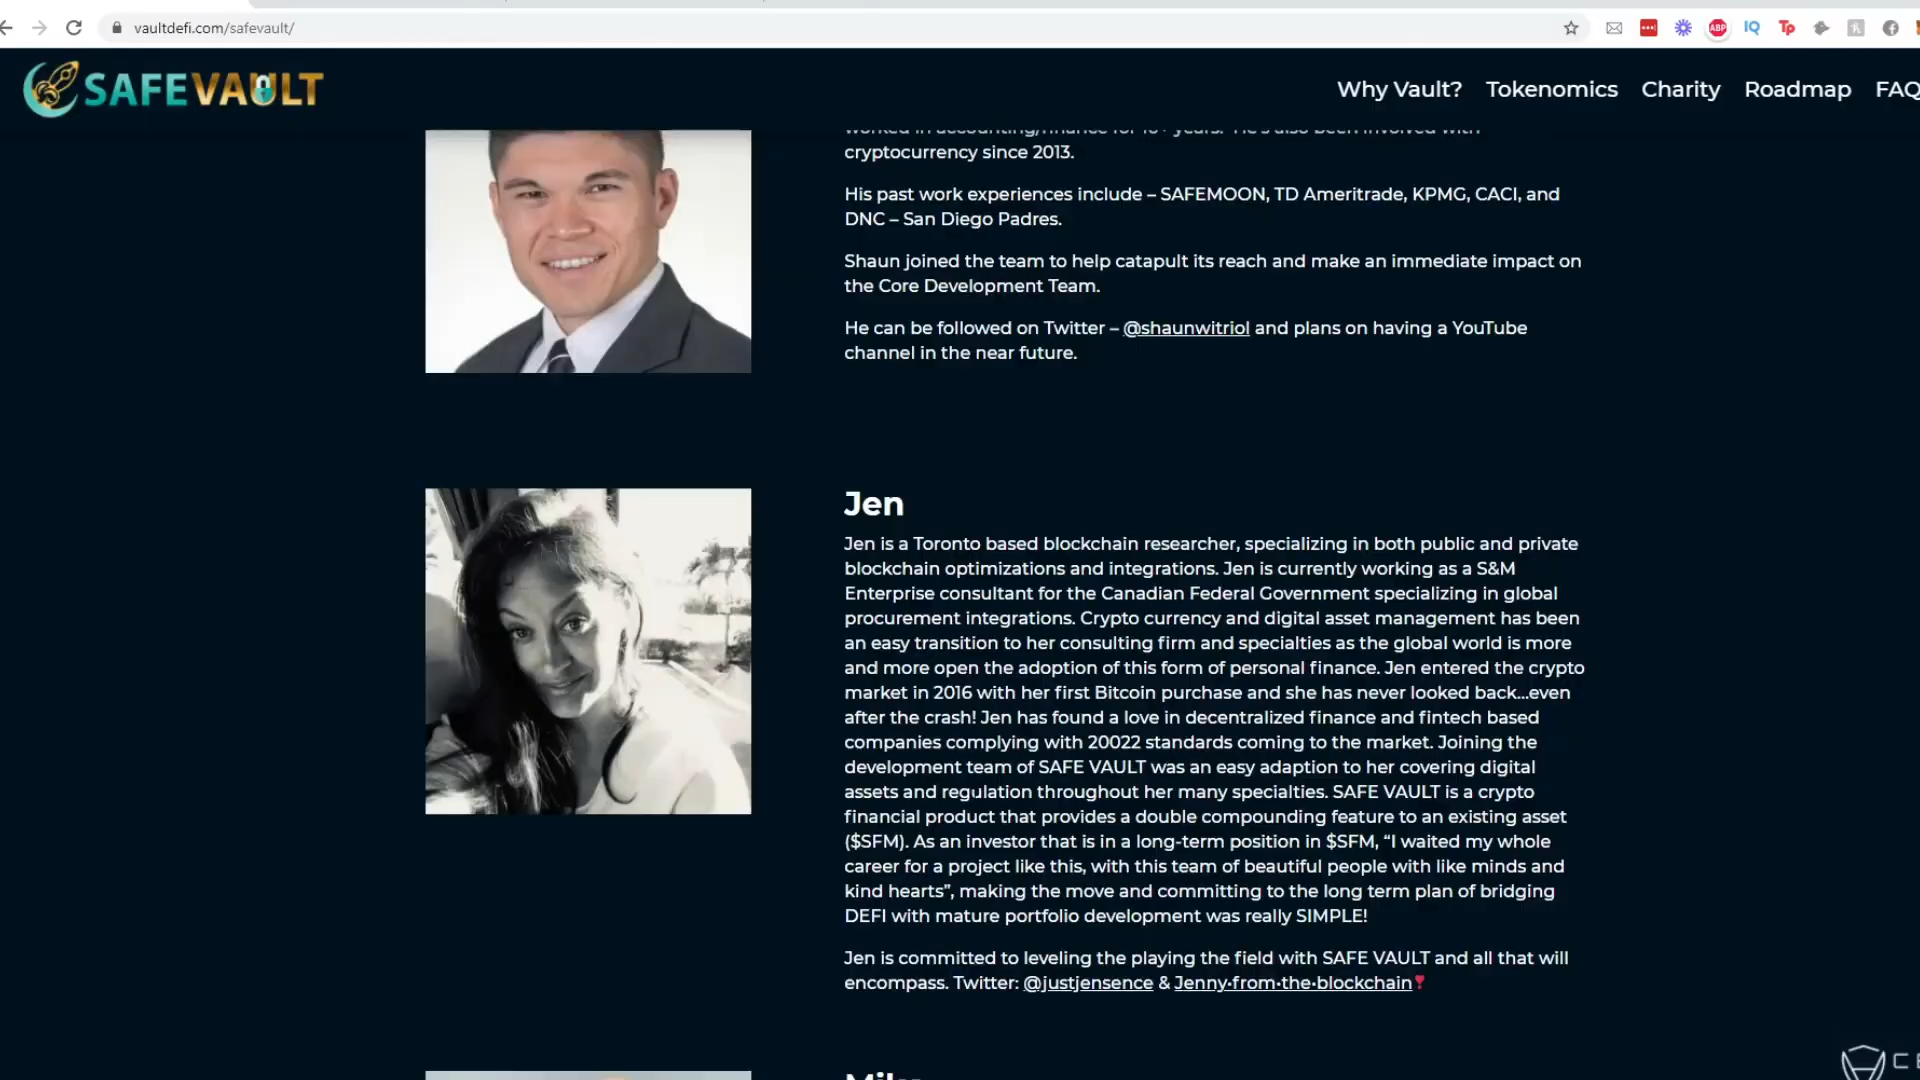 vaultdefi.com/safevault/
SAFEVAULT
Why Vault? Tokenomics Charity Roadmap FAQ
worked in accounting/finance for 10+ years. He's also been involved with
cryptocurrency since 2013.
His past work experiences include – SAFEMOON, TD Ameritrade, KPMG, CACI, and
DNC – San Diego Padres.
Shaun joined the team to help catapult its reach and make an immediate impact on
the Core Development Team.
He can be followed on Twitter – @shaunwitriol and plans on having a YouTube
channel in the near future.
Jen
Jen is a Toronto based blockchain researcher, specializing in both public and private
blockchain optimizations and integrations. Jen is currently working as a S&M
Enterprise consultant for the Canadian Federal Government specializing in global
procurement integrations. Crypto currency and digital asset management has been
an easy transition to her consulting firm and specialties as the global world is more
and more open the adoption of this form of personal finance. Jen entered the crypto
market in 2016 with her first Bitcoin purchase and she has never looked back...even
after the crash! Jen has found a love in decentralized finance and fintech based
companies complying with 20022 standards coming to the market. Joining the
development team of SAFE VAULT was an easy adaption to her covering digital
assets and regulation throughout her many specialties. SAFE VAULT is a crypto
financial product that provides a double compounding feature to an existing asset
($SFM). As an investor that is in a long-term position in $SFM, “I waited my whole
career for a project like this, with this team of beautiful people with like minds and
kind hearts”, making the move and committing to the long term plan of bridging
DEFI with mature portfolio development was really SIMPLE!
Jen is committed to leveling the playing the field with SAFE VAULT and all that will
encompass. Twitter: @justjensence & Jenny•from•the•blockchain